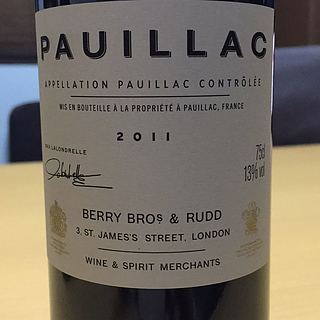 PAUILLAC
APPELLATION PAUILLAC CONTRÔLÉE
MIS EN BOUTEILLE À LA PROPRIÉTÉ À PAUILLAC, FRANCE
2011
LALONDRELLE
75cl
13% vol
BERRY BROS & RUDD
3, ST. JAMES'S STREET, LONDON
WINE & SPIRIT MERCHANTS